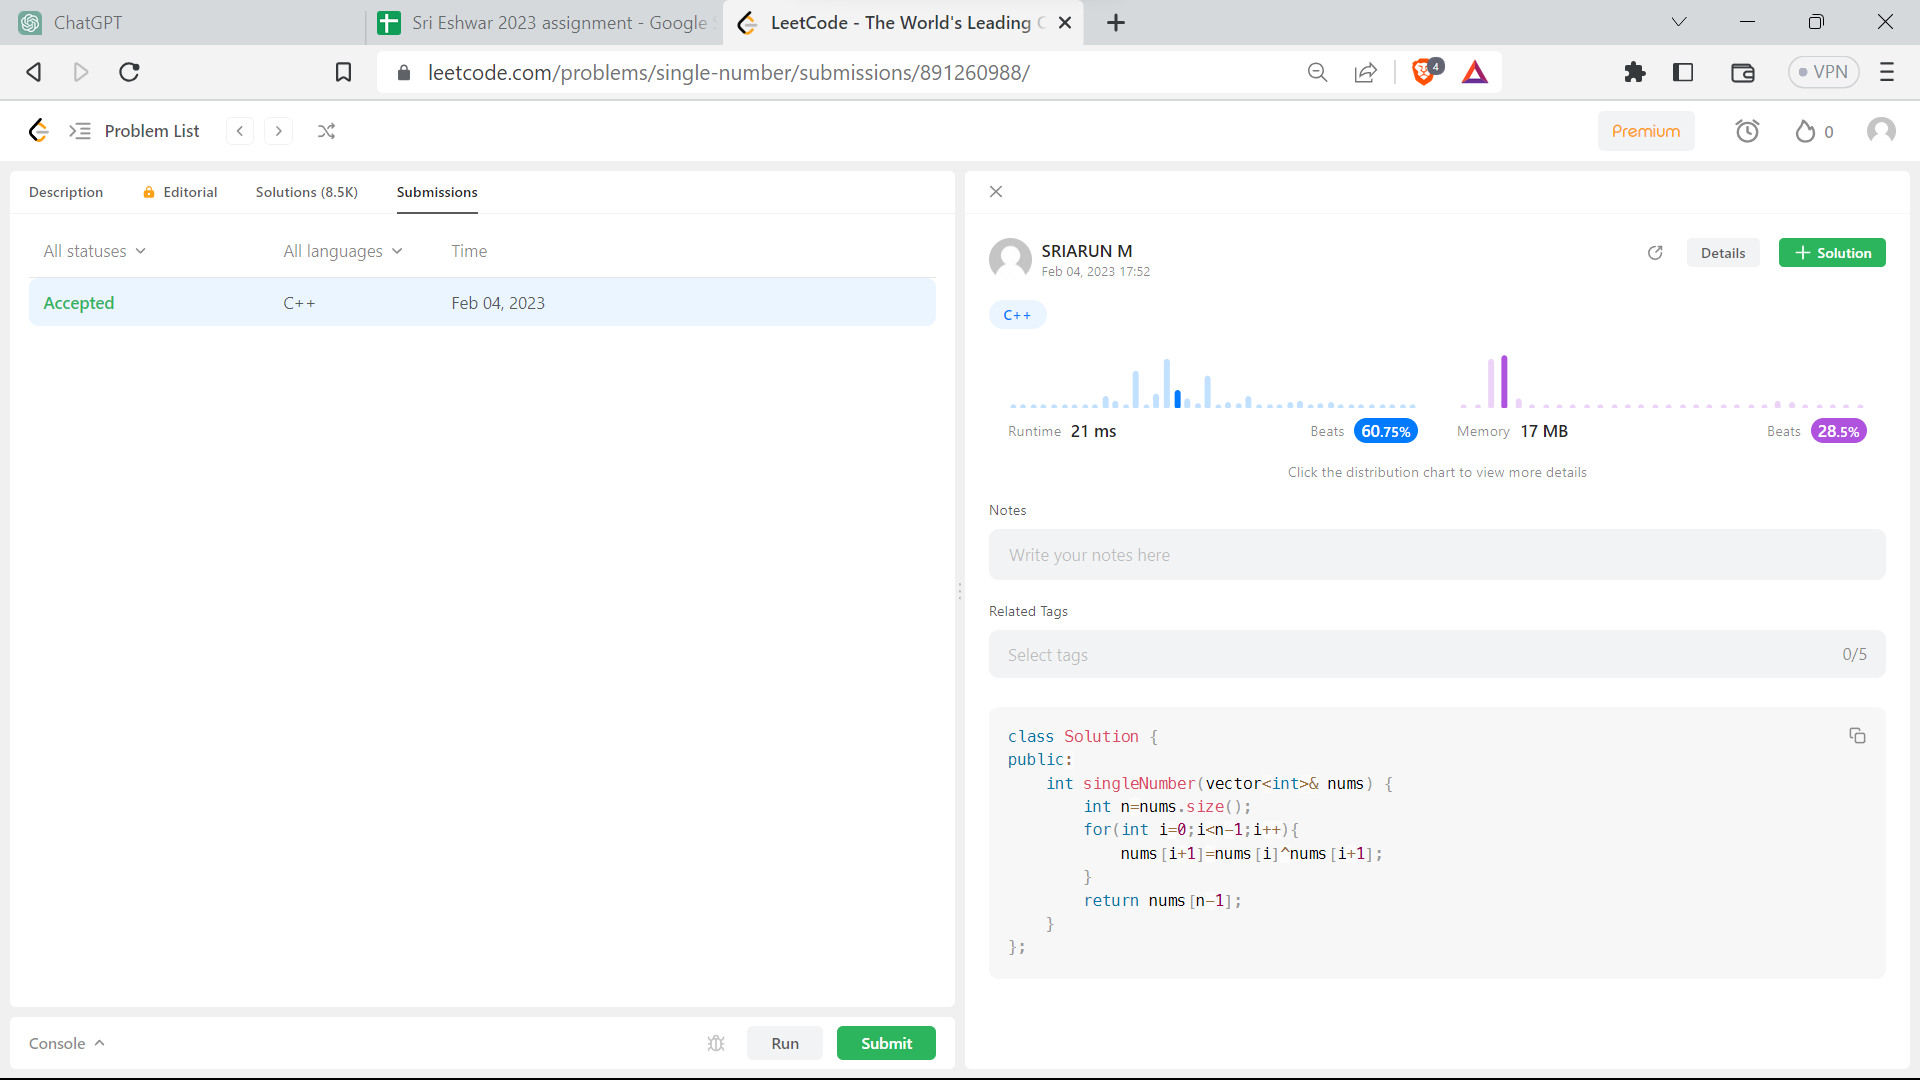 ChatGPT
Sri Eshwar 2023 assignment - Google
LeetCode - The World's Leading
leetcode.com/problems/single-number/submissions/891260988/
4
VPN
Problem List
Premium
0
Description
Editorial
Solutions (8.5K)
Submissions
All statuses
All languages
Time
Accepted
C++
Feb 04, 2023
Console
Run
Submit
SRIARUN M
Feb 04, 2023 17:52
Details
Solution
C++
Runtime 21 ms
Beats 60.75%
Memory 17 MB
Beats 28.5%
Click the distribution chart to view more details
Notes
Write your notes here
Related Tags
Select tags
0/5
class Solution {
public:
    int singleNumber(vector<int>& nums) {
        int n=nums.size();
        for(int i=0;i<n-1;i++){
            nums[i+1]=nums[i]^nums[i+1];
        }
        return nums[n-1];
    }
};